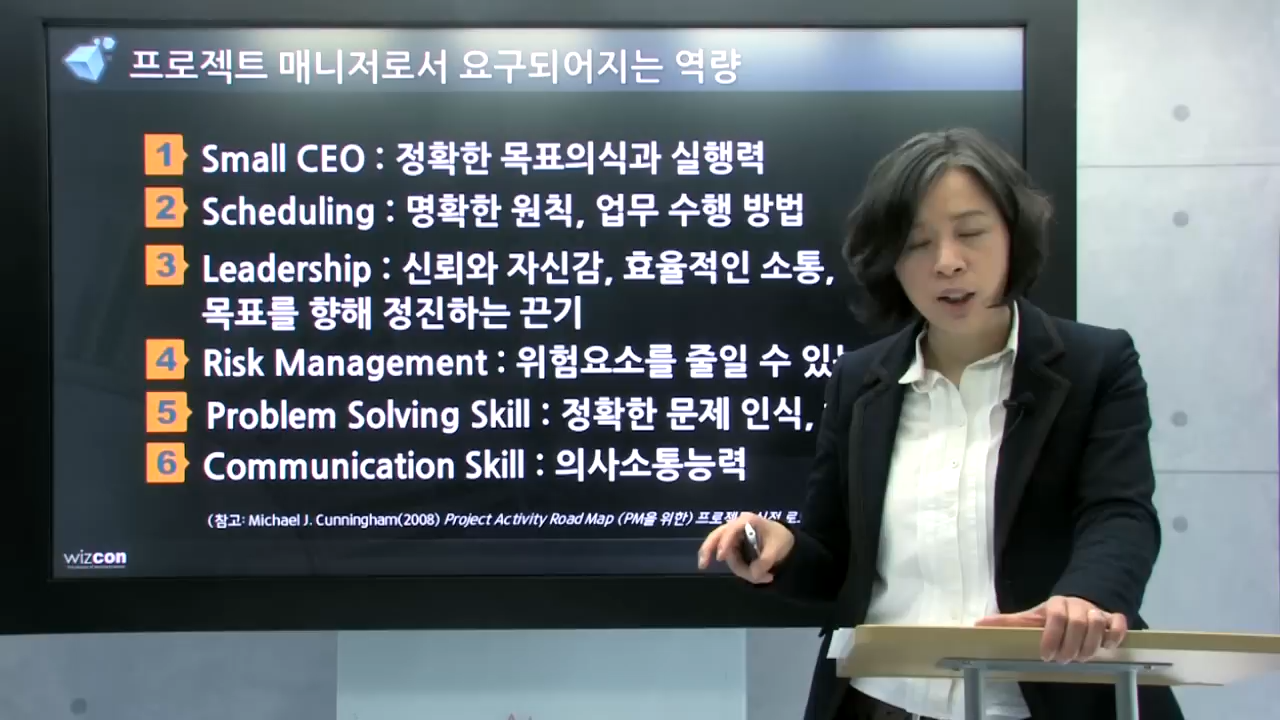 프로젝트 매니저로서 요구되어지는 역량
1 Small CEO : 정확한 목표의식과 실행력
2 Scheduling : 명확한 원칙, 업무 수행 방법
3 Leadership : 신뢰와 자신감, 효율적인 소통,
목표를 향해 정진하는 끈기
4 Risk Management : 위험요소를 줄일 수
5 Problem Solving Skill : 정확한 문제 인식,
6 Communication Skill : 의사소통능력
(참고: Michael J. Cunningham(2008) Project Activity Road Map (PM을 위한)
wizcon